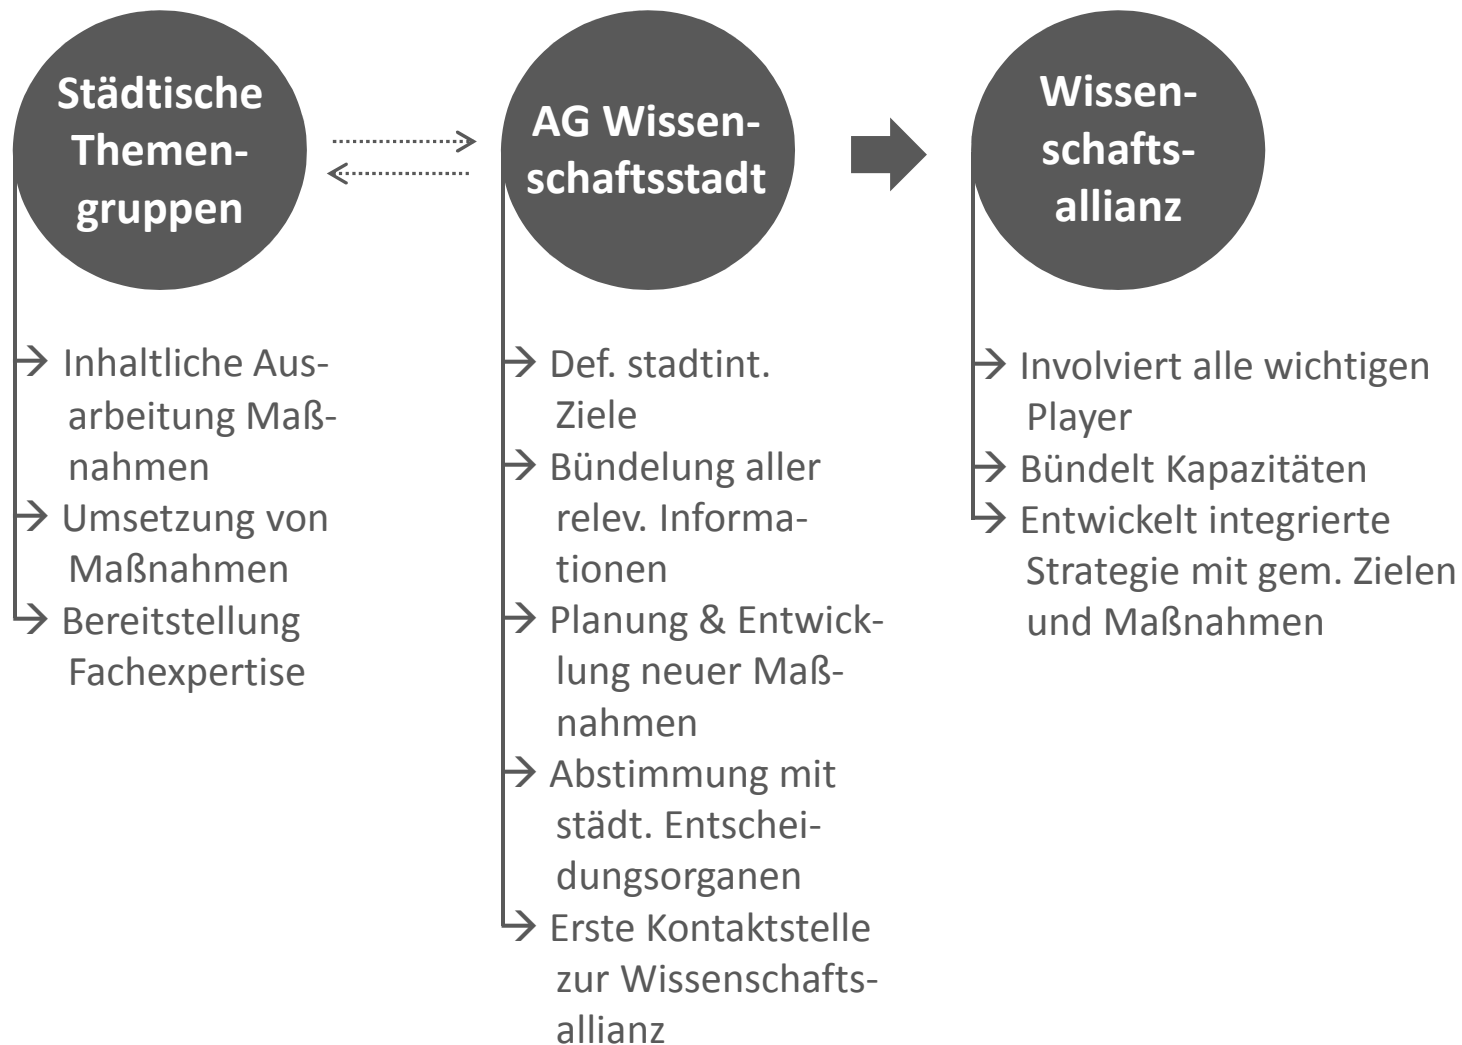 Städtische
Themen-
gruppen
→ Inhaltliche Aus-
arbeitung Maß-
nahmen
→ Umsetzung von
Maßnahmen
→ Bereitstellung
Fachexpertise
AG Wissen-
schaftsstadt
→ Def. stadtint.
Ziele
→ Bündelung aller
relev. Informa-
tionen
→ Planung & Entwick-
lung neuer Maß-
nahmen
→ Abstimmung mit
städt. Entschei-
dungsorganen
→ Erste Kontaktstelle
zur Wissenschafts-
allianz
Wissen-
schafts-
allianz
→ Involviert alle wichtigen
Player
→ Bündelt Kapazitäten
→ Entwickelt integrierte
Strategie mit gem. Zielen
und Maßnahmen